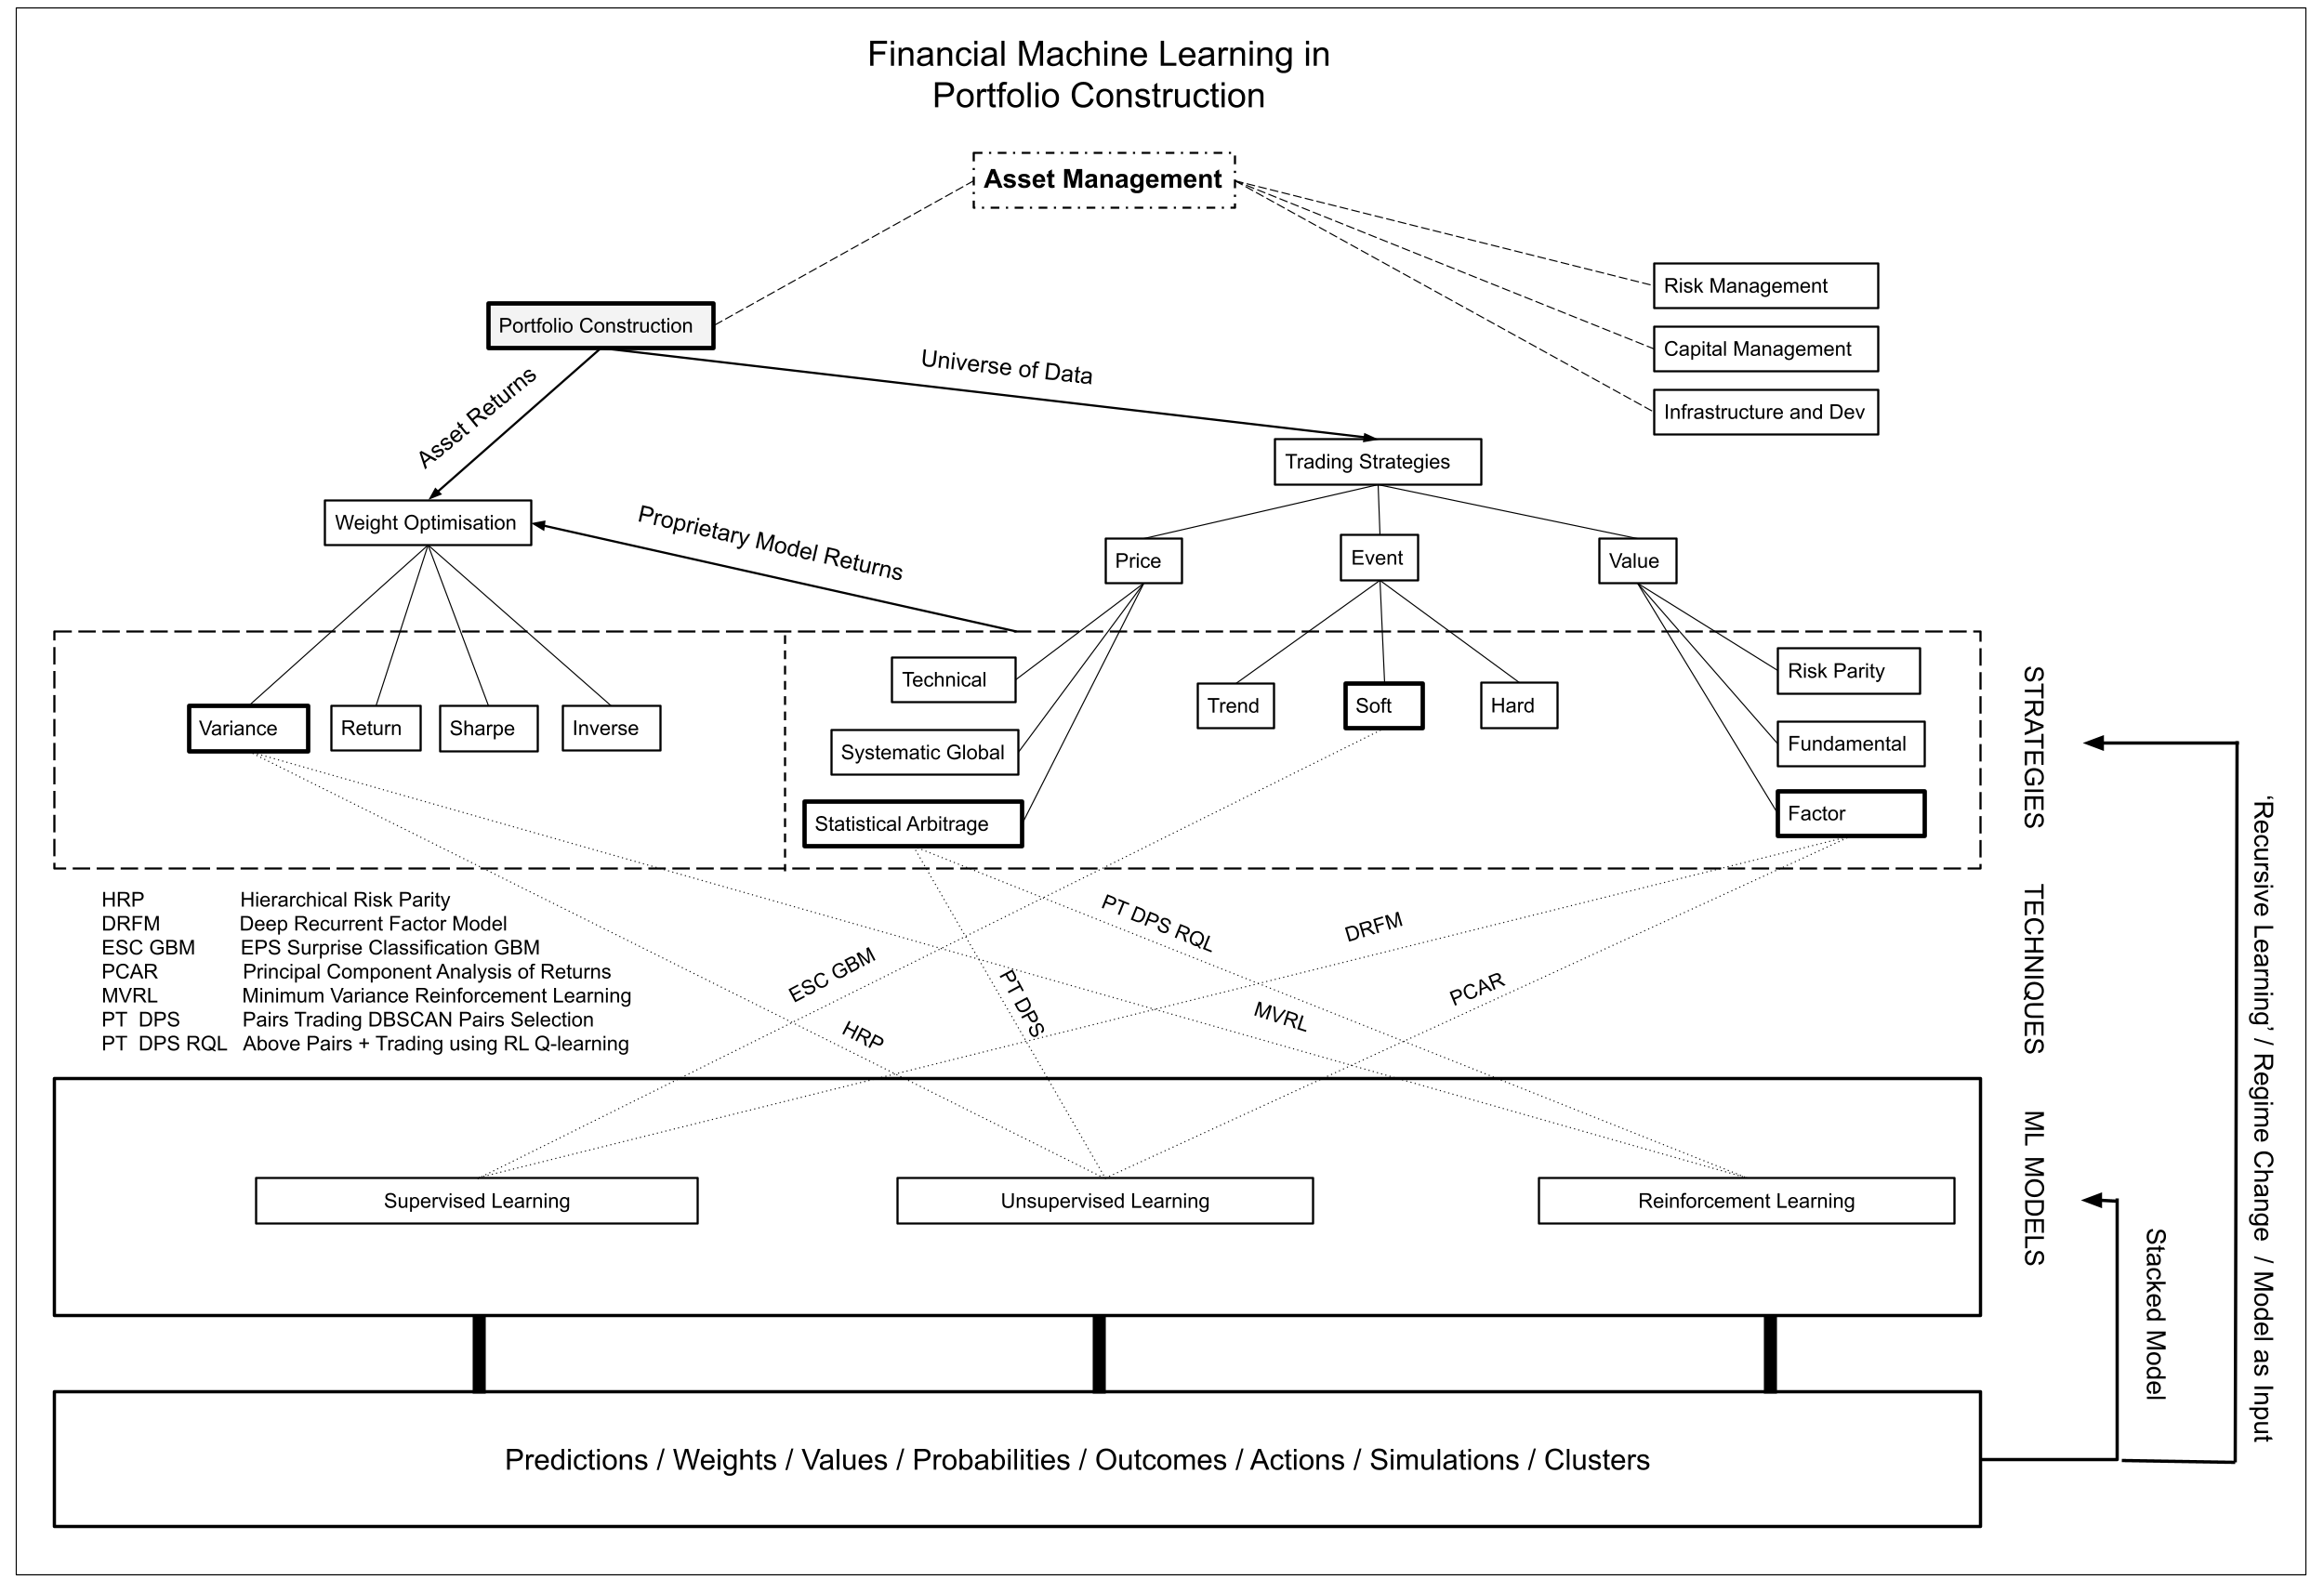 Financial Machine Learning in
Portfolio Construction
Asset Management
Risk Management
Portfolio Construction
Capital Management
Universe of Data
Asset Returns
Infrastructure and Dev
Trading Strategies
Weight Optimisation
Proprietary Model Returns
Price
Event
Value
Technical
Risk Parity
Trend
Soft
Hard
Variance
Return
Sharpe
Inverse
Systematic Global
Fundamental
Statistical Arbitrage
Factor
STRATEGIES
HRP Hierarchical Risk Parity
DRFM Deep Recurrent Factor Model
ESC GBM EPS Surprise Classification GBM
PCAR Principal Component Analysis of Returns
MVRL Minimum Variance Reinforcement Learning
PT DPS Pairs Trading DBSCAN Pairs Selection
PT DPS RQL Above Pairs + Trading using RL Q-learning
ESC GBM
PT DPS RQL
DRFM
PT DPS
PCAR
MVRL
HRP
TECHNIQUES
Supervised Learning
Unsupervised Learning
Reinforcement Learning
ML MODELS
Stacked Model
‘Recursive Learning’ / Regime Change / Model as Input
Predictions / Weights / Values / Probabilities / Outcomes / Actions / Simulations / Clusters